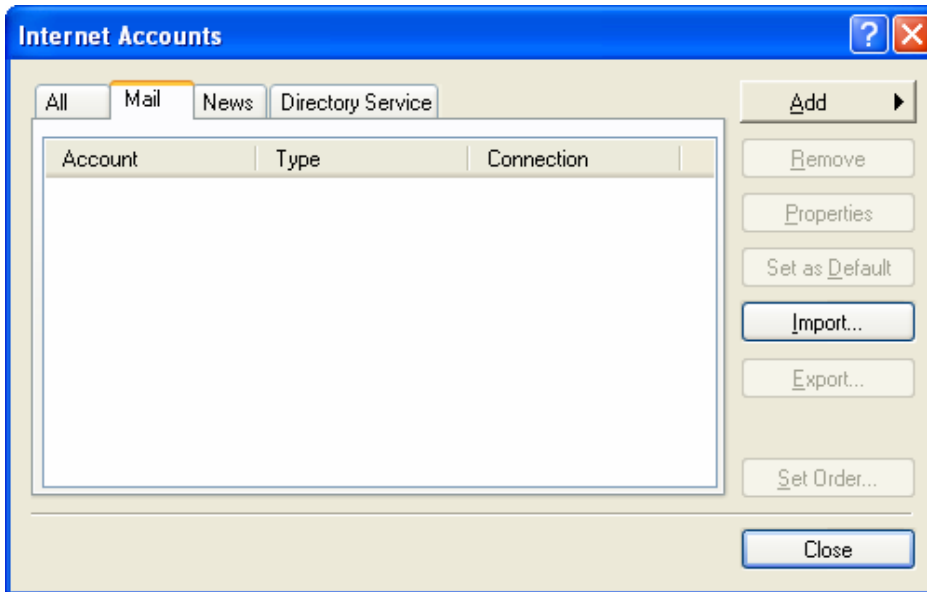 Internet Accounts
All Mail News Directory Service
Account Type Connection
Add
Remove
Properties
Set as Default
Import...
Export...
Set Order...
Close